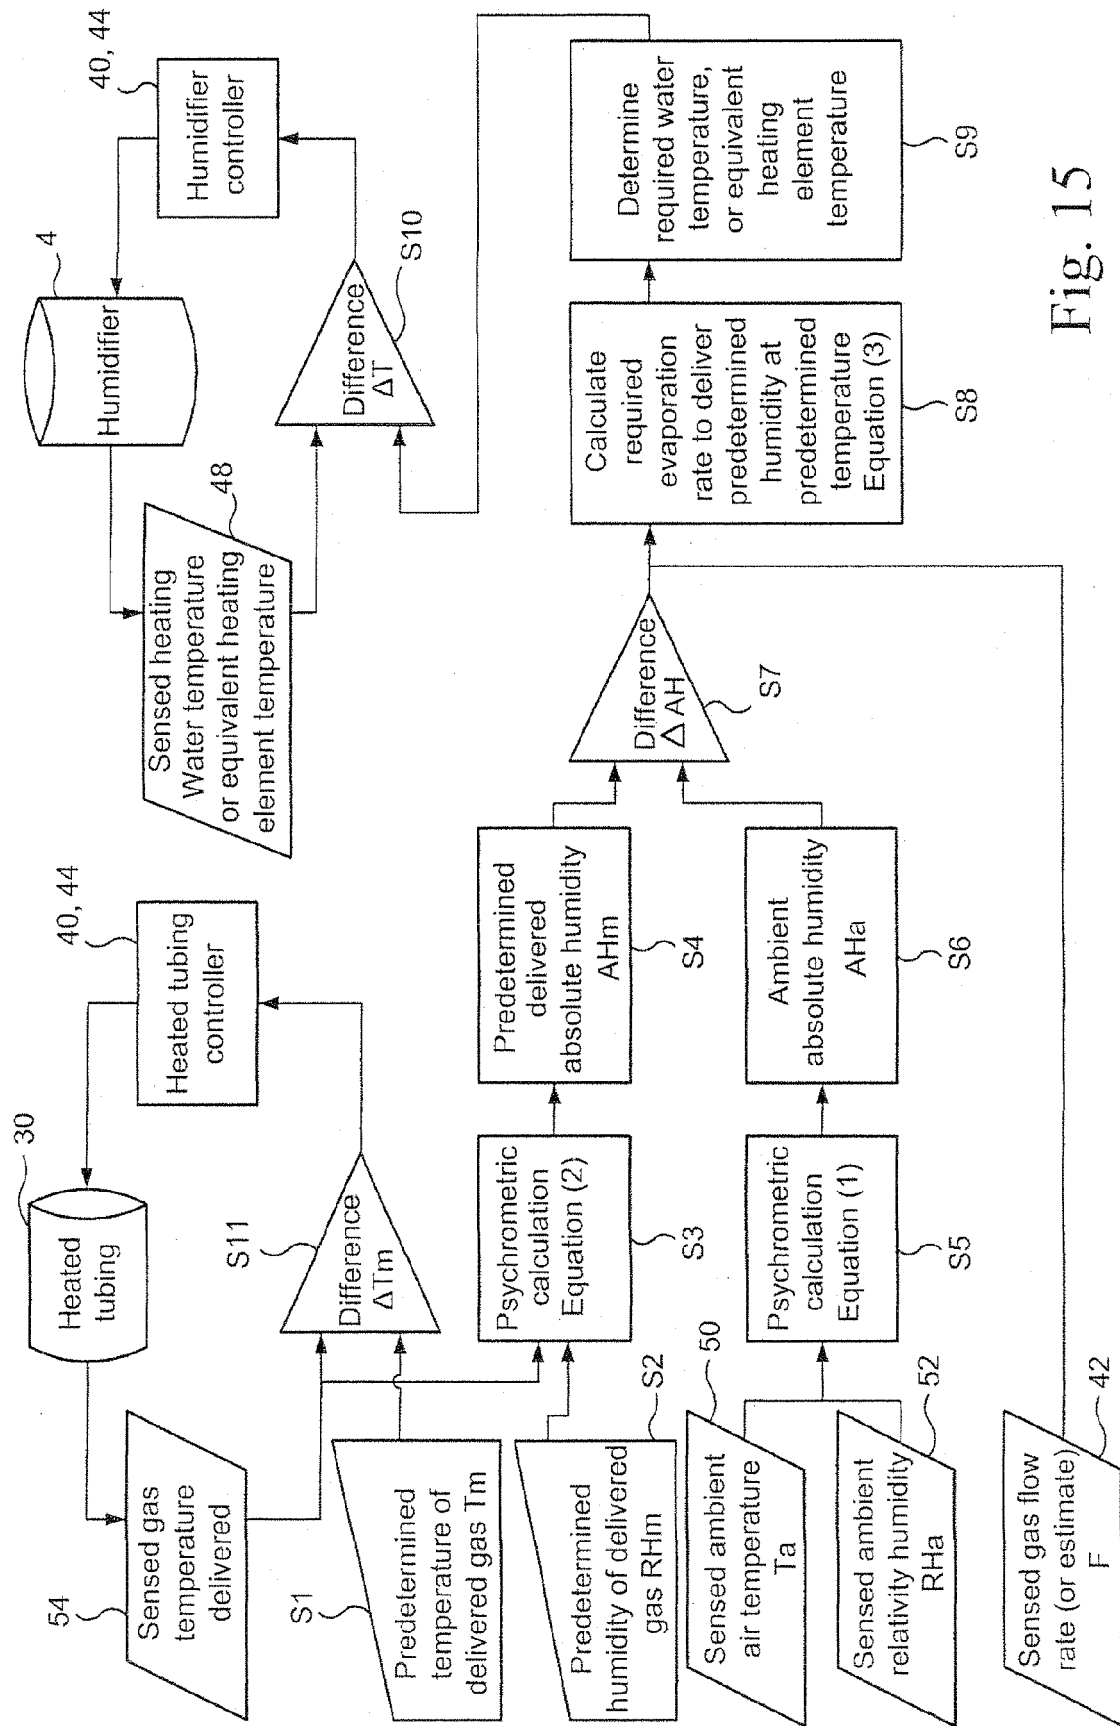 54
Sensed gas
temperature
delivered
30
Heated
tubing
40, 44
Heated tubing
controller
S11
Difference
ΔTm
S1
Predetermined
temperature of
delivered gas Tm
Predetermined
humidity of delivered
gas RHm
S2
Sensed ambient
air temperature
Ta
50
Sensed ambient
relativity humidity
RHa
52
Sensed gas flow
rate (or estimate)
F
42
Psychrometric
calculation
Equation (2)
S3
Psychrometric
calculation
Equation (1)
S5
Predetermined
delivered
absolute humidity
AHm
S4
Ambient
absolute humidity
AHa
S6
Difference
Δ AH
S7
Calculate
required
evaporation
rate to deliver
predetermined
humidity at
predetermined
temperature
Equation (3)
S8
Determine
required water
temperature,
or equivalent
heating
element
temperature
S9
Sensed heating
Water temperature
or equivalent heating
element temperature
48
Humidifier
4
Difference
ΔT
S10
Humidifier
controller
40, 44
Fig. 15